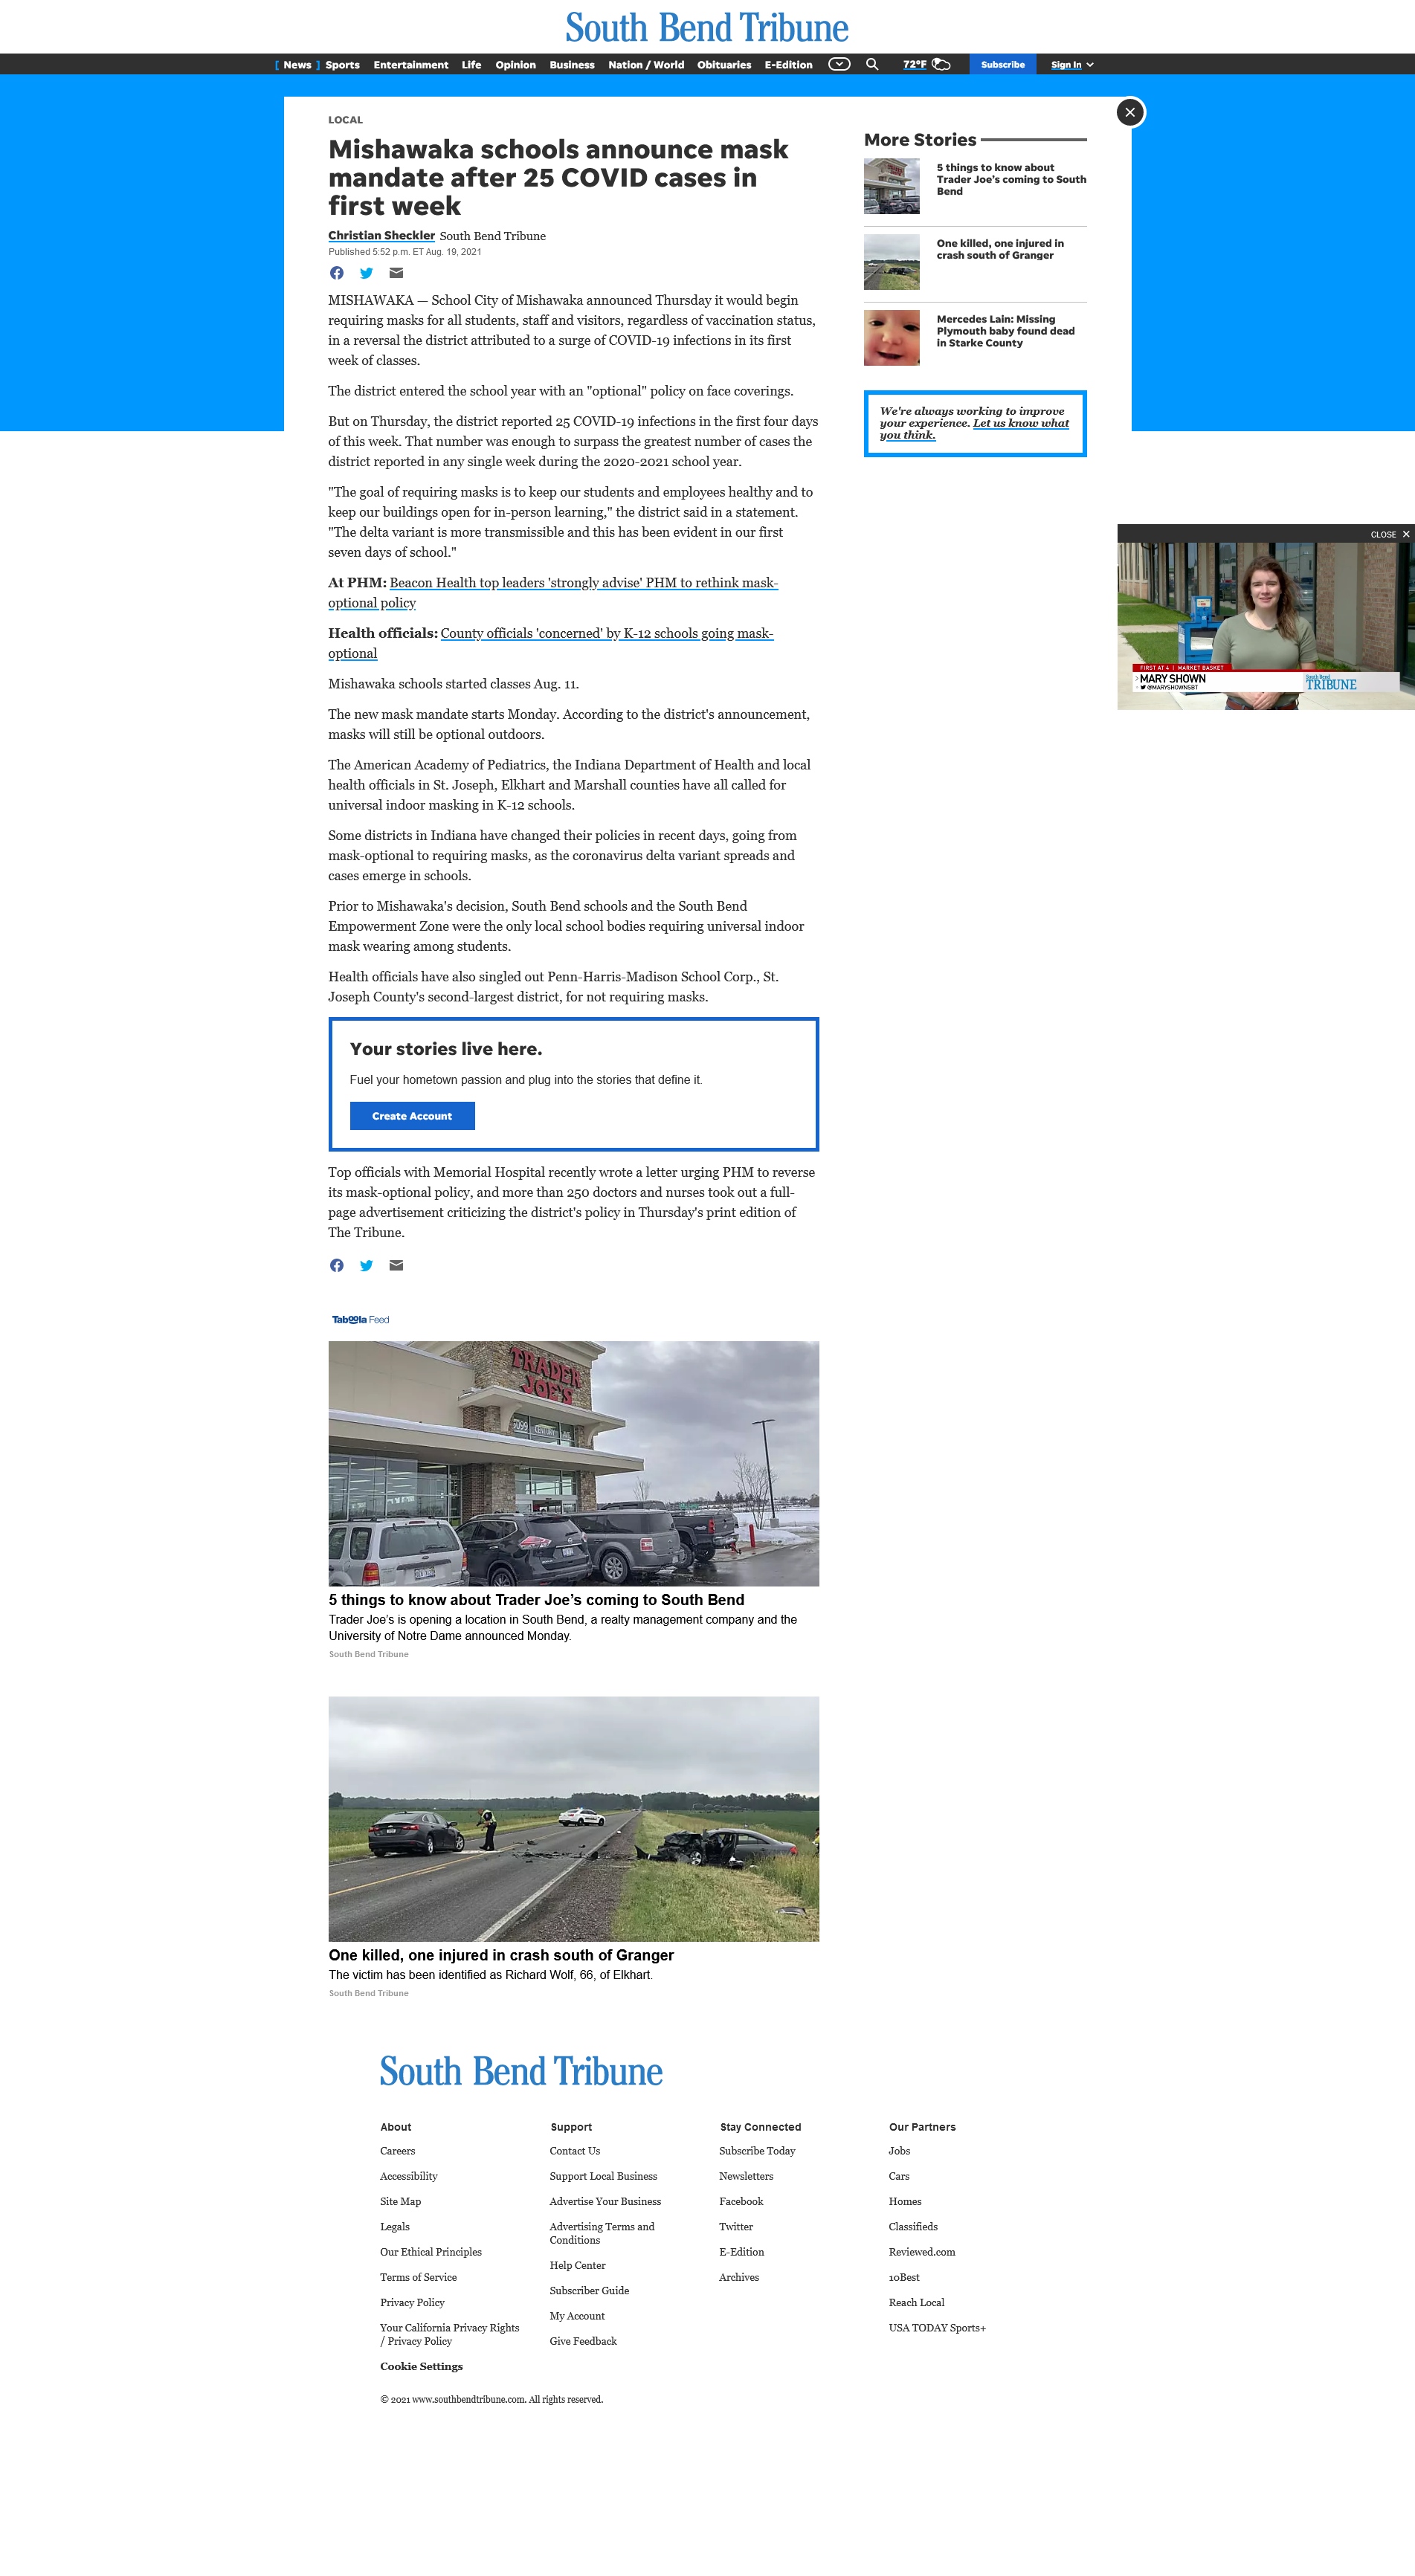 South Bend Tribune
[ News ] Sports Entertainment Life Opinion Business Nation / World Obituaries E-Edition 72°F Subscribe Sign In
LOCAL
Mishawaka schools announce mask
mandate after 25 COVID cases in
first week
Christian Sheckler South Bend Tribune
Published 5:52 p.m. ET Aug. 19, 2021
MISHAWAKA — School City of Mishawaka announced Thursday it would begin
requiring masks for all students, staff and visitors, regardless of vaccination status,
in a reversal the district attributed to a surge of COVID-19 infections in its first
week of classes.
The district entered the school year with an "optional" policy on face coverings.
But on Thursday, the district reported 25 COVID-19 infections in the first four days
of this week. That number was enough to surpass the greatest number of cases the
district reported in any single week during the 2020-2021 school year.
"The goal of requiring masks is to keep our students and employees healthy and to
keep our buildings open for in-person learning," the district said in a statement.
"The delta variant is more transmissible and this has been evident in our first
seven days of school."
At PHM: Beacon Health top leaders 'strongly advise' PHM to rethink mask-
optional policy
Health officials: County officials 'concerned' by K-12 schools going mask-
optional
Mishawaka schools started classes Aug. 11.
The new mask mandate starts Monday. According to the district's announcement,
masks will still be optional outdoors.
The American Academy of Pediatrics, the Indiana Department of Health and local
health officials in St. Joseph, Elkhart and Marshall counties have all called for
universal indoor masking in K-12 schools.
Some districts in Indiana have changed their policies in recent days, going from
mask-optional to requiring masks, as the coronavirus delta variant spreads and
cases emerge in schools.
Prior to Mishawaka's decision, South Bend schools and the South Bend
Empowerment Zone were the only local school bodies requiring universal indoor
mask wearing among students.
Health officials have also singled out Penn-Harris-Madison School Corp., St.
Joseph County's second-largest district, for not requiring masks.
Your stories live here.
Fuel your hometown passion and plug into the stories that define it.
Create Account
Top officials with Memorial Hospital recently wrote a letter urging PHM to reverse
its mask-optional policy, and more than 250 doctors and nurses took out a full-
page advertisement criticizing the district's policy in Thursday's print edition of
The Tribune.
More Stories
5 things to know about
Trader Joe's coming to South
Bend
One killed, one injured in
crash south of Granger
Mercedes Lain: Missing
Plymouth baby found dead
in Starke County
We're always working to improve
your experience. Let us know what
you think.
CLOSE
FIRST AT 4 | MARKET BASKET
MARY SHOWN
@MARYSHOWNSBT
South Bend
TRIBUNE
Taboola Feed
TRADER
JOE'S
5099 CENTURY AVE
5 things to know about Trader Joe’s coming to South Bend
Trader Joe’s is opening a location in South Bend, a realty management company and the
University of Notre Dame announced Monday.
South Bend Tribune
One killed, one injured in crash south of Granger
The victim has been identified as Richard Wolf, 66, of Elkhart.
South Bend Tribune
South Bend Tribune
About
Careers
Accessibility
Site Map
Legals
Our Ethical Principles
Terms of Service
Privacy Policy
Your California Privacy Rights
/ Privacy Policy
Cookie Settings
Support
Contact Us
Support Local Business
Advertise Your Business
Advertising Terms and
Conditions
Help Center
Subscriber Guide
My Account
Give Feedback
Stay Connected
Subscribe Today
Newsletters
Facebook
Twitter
E-Edition
Archives
Our Partners
Jobs
Cars
Homes
Classifieds
Reviewed.com
10Best
Reach Local
USA TODAY Sports+
© 2021 www.southbendtribune.com. All rights reserved.